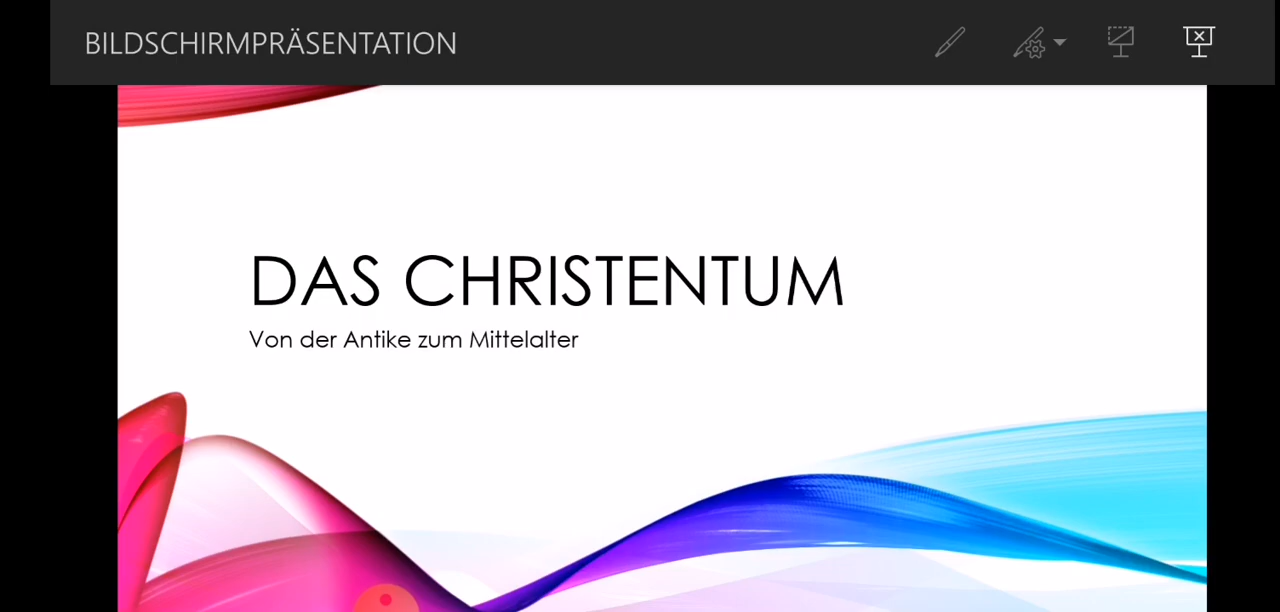 BILDSCHIRMPRÄSENTATION
DAS CHRISTENTUM
Von der Antike zum Mittelalter